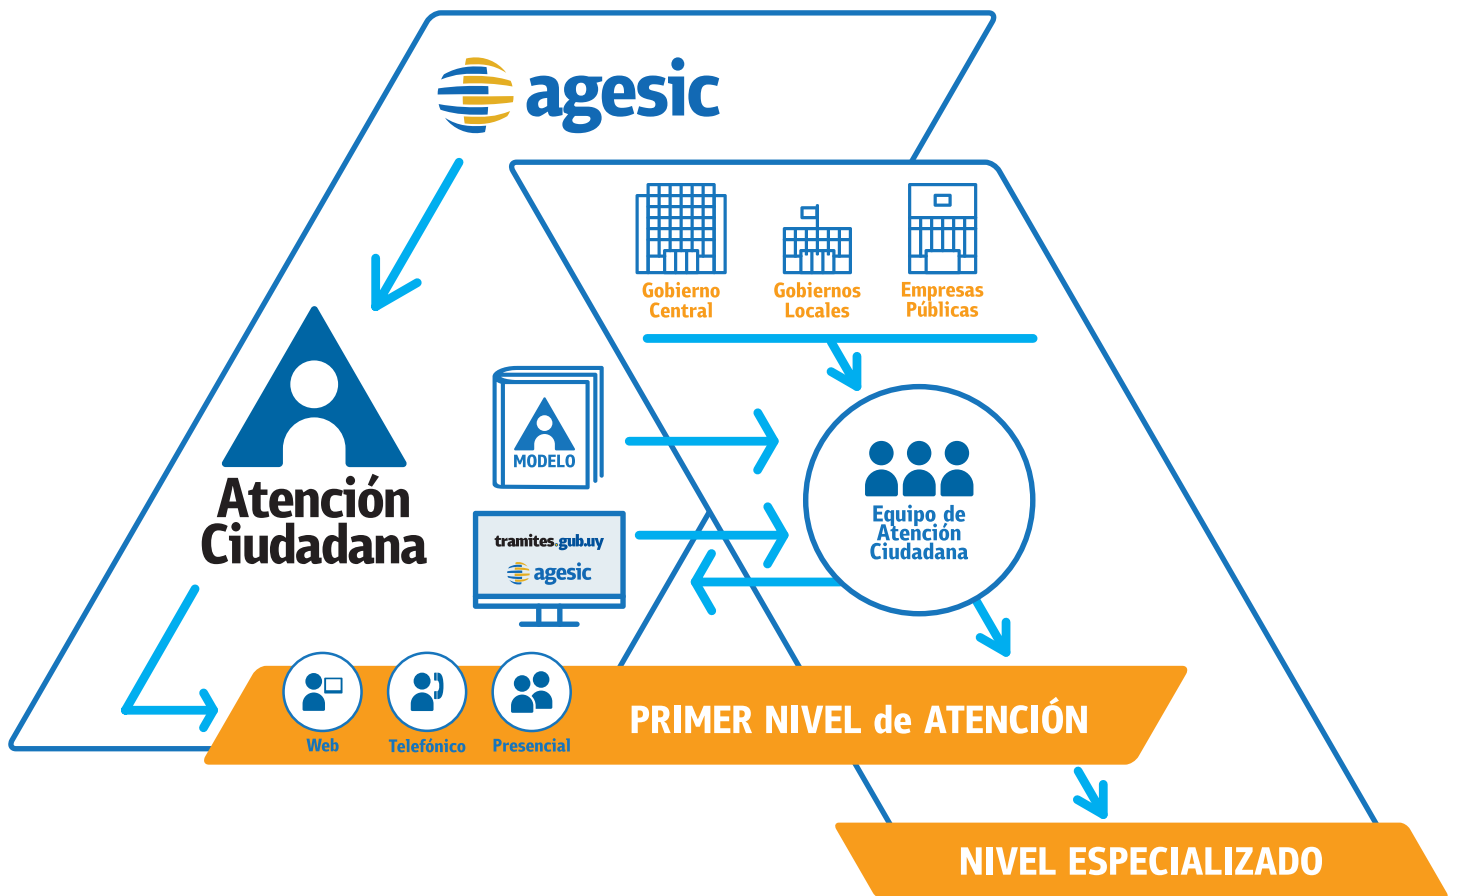 agesic
Gobierno
Central
Gobiernos
Locales
Empresas
Públicas
MODELO
Atención
Ciudadana
tramites.gub.uy
agesic
Equipo de
Atención
Ciudadana
Web
Telefónico
Presencial
PRIMER NIVEL de ATENCIÓN
NIVEL ESPECIALIZADO